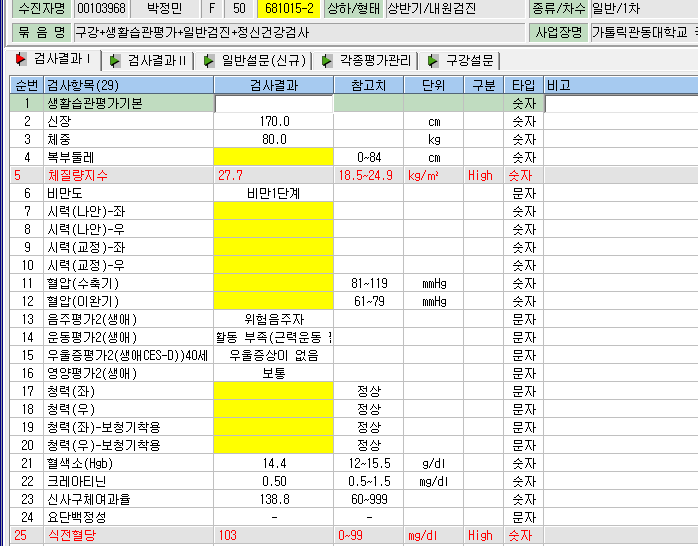 수진자명 00103968 박정민 F 50 681015-2 상하/형태 상반기/내원검진 종류/차수 일반/1차
묶 음 명 구강+생활습관평가+일반검진+정신건강검사 사업장명 가톨릭관동대학교
검사결과 I 검사결과 II 일반설문(신규) 각종평가관리 구강설문
순번 검사항목(29) 검사결과 참고치 단위 구분 타입 비고
1 생활습관평가기본 숫자
2 신장 170.0 cm 숫자
3 체중 80.0 kg 숫자
4 복부둘레 0~84 cm 숫자
5 체질량지수 27.7 18.5~24.9 kg/m² High 숫자
6 비만도 비만1단계 문자
7 시력(나안)-좌 숫자
8 시력(나안)-우 숫자
9 시력(교정)-좌 숫자
10 시력(교정)-우 숫자
11 혈압(수축기) 81~119 mmHg 숫자
12 혈압(이완기) 61~79 mmHg 숫자
13 음주평가2(생애) 위험음주자 문자
14 운동평가2(생애) 활동 부족(근력운동 문자
15 우울증평가2(생애CES-D))40세 우울증상이 없음 문자
16 영양평가2(생애) 보통 문자
17 청력(좌) 정상 문자
18 청력(우) 정상 문자
19 청력(좌)-보청기착용 정상 문자
20 청력(우)-보청기착용 정상 문자
21 혈색소(Hgb) 14.4 12~15.5 g/dl 숫자
22 크레아티닌 0.50 0.5~1.5 mg/dl 숫자
23 신사구체여과율 138.8 60~999 숫자
24 요단백정성 - - 문자
25 식전혈당 103 0~99 mg/dl High 숫자